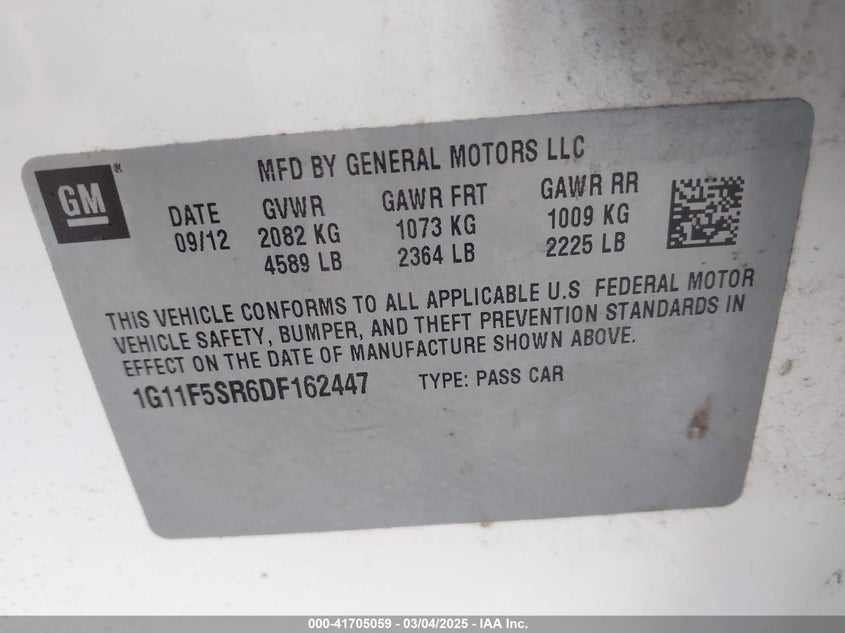 GM®
MFD BY GENERAL MOTORS LLC
DATE GVWR GAWR FRT GAWR RR
09/12 2082 KG 1073 KG 1009 KG
4589 LB 2364 LB 2225 LB
THiS VEHICLE CONFORMS TO ALL APPLICABLE U.S FEDERAL MOTOR
VEHICLE SAFETY, BUMPER, AND THEFT PREVENTION STANDARDS IN
EFFECT ON THE DATE OF MANUFACTURE SHOWN ABOVE.
1G11F5SR6DF162447 TYPE: PASS CAR
000-41705059 - 03/04/2025 - IAA Inc.